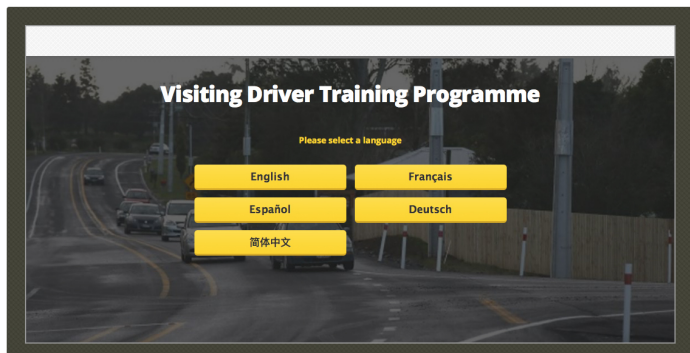 Visiting Driver Training Programme
Please select a language
English
Français
Español
Deutsch
简体中文